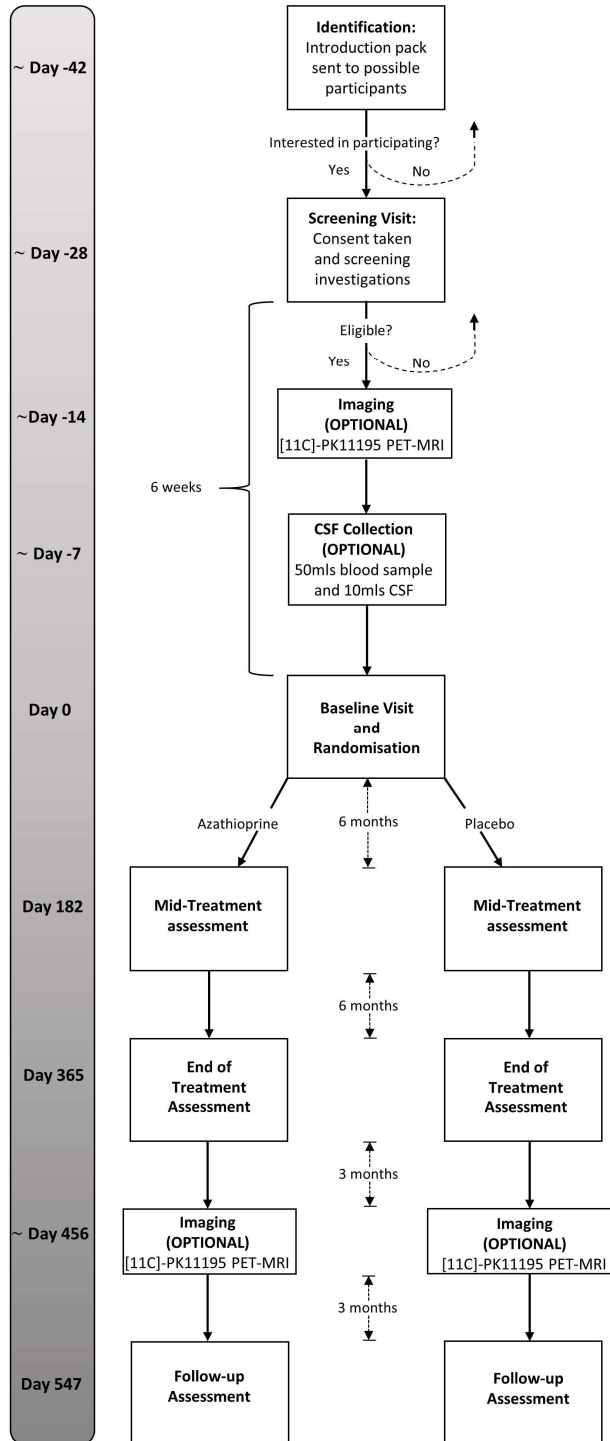 Identification:
Introduction pack
sent to possible
participants
~ Day -42
Interested in participating?
Yes
No
Screening Visit:
Consent taken
and screening
investigations
~ Day -28
Eligible?
Yes
No
Imaging
(OPTIONAL)
[11C]-PK11195 PET-MRI
~Day -14
6 weeks
CSF Collection
(OPTIONAL)
50mls blood sample
and 10mls CSF
~ Day -7
Baseline Visit
and
Randomisation
Day 0
Azathioprine
6 months
Placebo
Day 182
Mid-Treatment
assessment
Mid-Treatment
assessment
6 months
Day 365
End of
Treatment
Assessment
End of
Treatment
Assessment
3 months
~ Day 456
Imaging
(OPTIONAL)
[11C]-PK11195 PET-MRI
Imaging
(OPTIONAL)
[11C]-PK11195 PET-MRI
3 months
Day 547
Follow-up
Assessment
Follow-up
Assessment